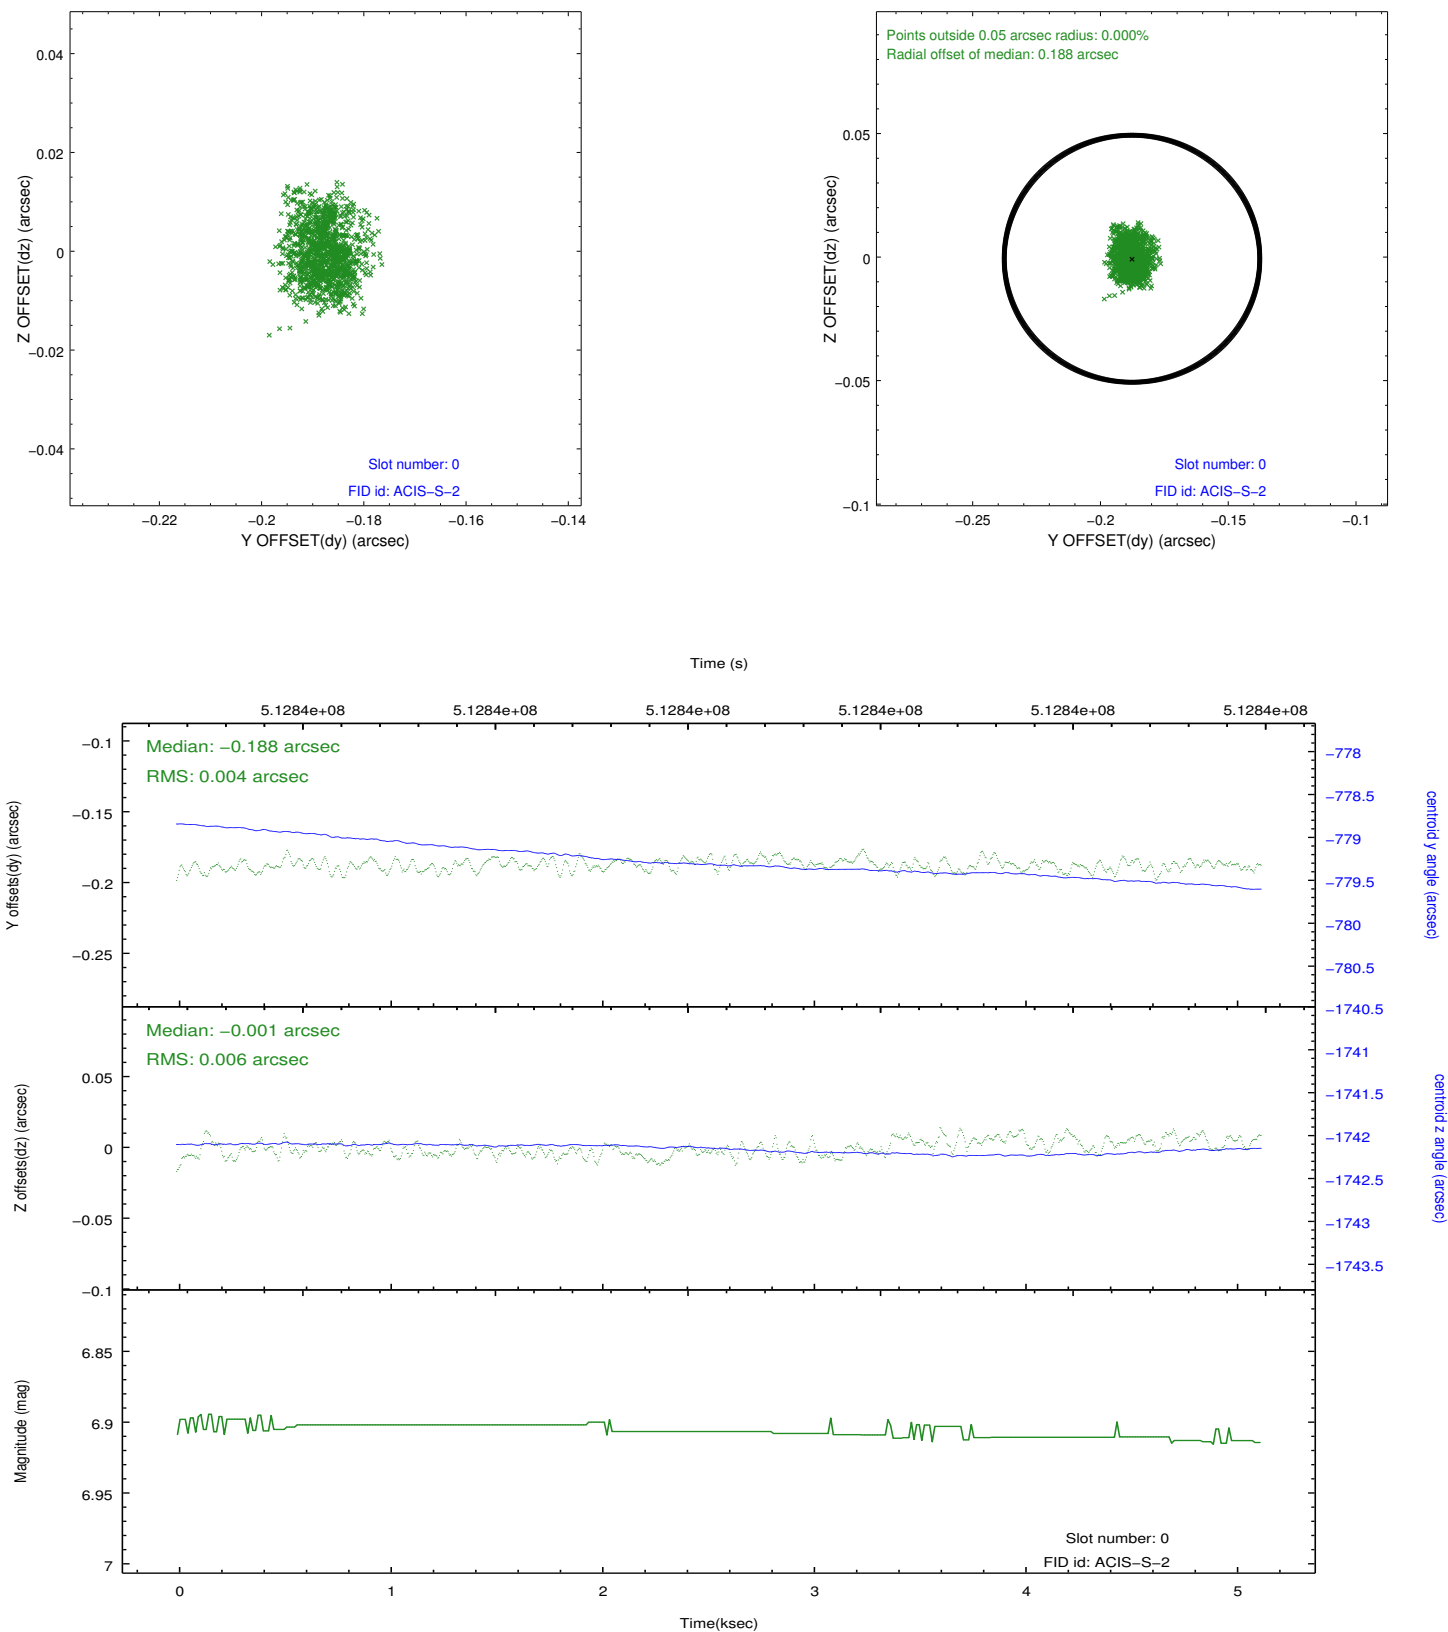 0.04
0.02
0
−0.02
−0.04
Z OFFSET(dz) (arcsec)
Slot number: 0
FID id: ACIS−S−2
−0.22
−0.2
−0.18
−0.16
−0.14
Y OFFSET(dy) (arcsec)
Points outside 0.05 arcsec radius: 0.000%
Radial offset of median: 0.188 arcsec
0.05
0
−0.05
−0.1
Z OFFSET(dz) (arcsec)
Slot number: 0
FID id: ACIS−S−2
−0.25
−0.2
−0.15
−0.1
Y OFFSET(dy) (arcsec)
Time (s)
5.1284e+08
5.1284e+08
5.1284e+08
5.1284e+08
5.1284e+08
5.1284e+08
Median: −0.188 arcsec
RMS: 0.004 arcsec
−0.1
−0.15
−0.2
−0.25
Y offsets(dy) (arcsec)
−778
−778.5
−779
−779.5
−780
−780.5
centroid y angle (arcsec)
Median: −0.001 arcsec
RMS: 0.006 arcsec
0.05
0
−0.05
−0.1
Z offsets(dz) (arcsec)
−1740.5
−1741
−1741.5
−1742
−1742.5
−1743
−1743.5
centroid z angle (arcsec)
6.85
6.9
6.95
7
Magnitude (mag)
Slot number: 0
FID id: ACIS−S−2
0
1
2
3
4
5
Time(ksec)